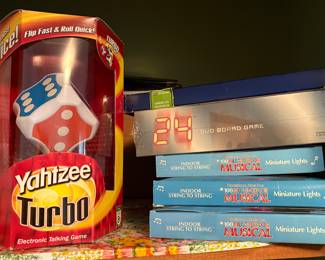 Flip Fast & Roll Quick!
Yahtzee
Turbo
Electronic Talking Game
24 DVD BOARD GAME
INDOOR
STRING TO STRING
MUSICAL
Miniature Lights
INDOOR
STRING TO STRING
MUSICAL
Miniature Lights
INDOOR
STRING TO STRING
MUSICAL
Miniature Lights